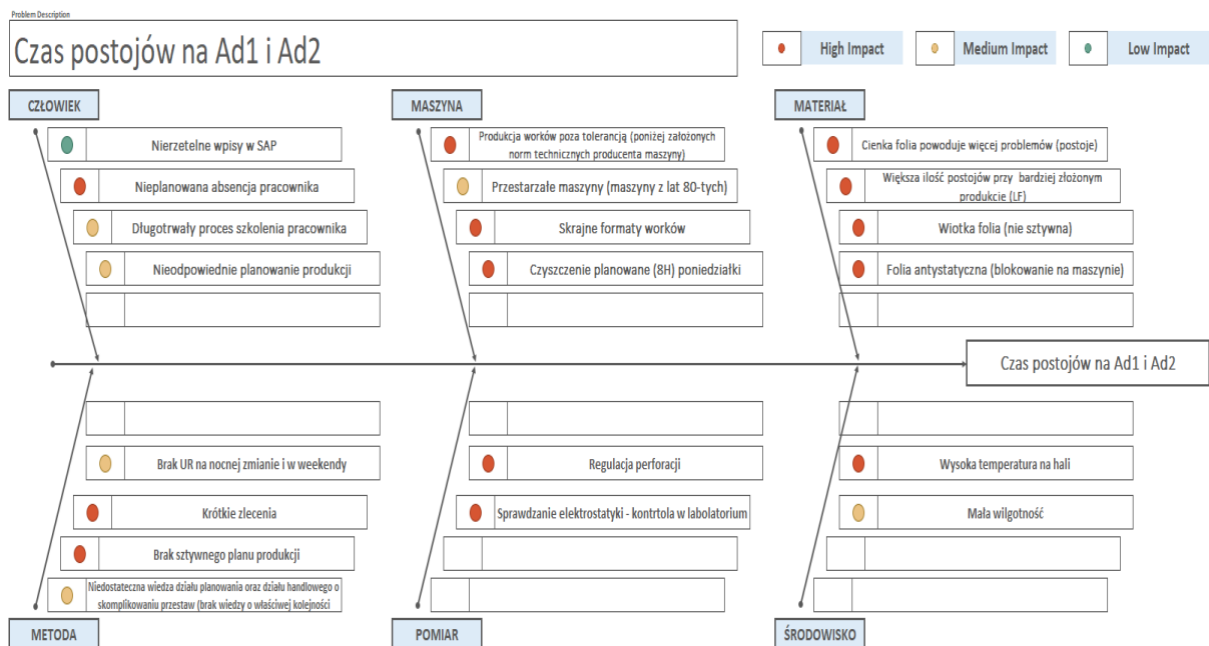 Problem Description
Czas postojów na Ad1 i Ad2
High Impact
Medium Impact
Low Impact
CZŁOWIEK
Nierzetelne wpisy w SAP
Nieplanowana absencja pracownika
Długotrwały proces szkolenia pracownika
Nieodpowiednie planowanie produkcji
MASZYNA
Produkcja worków poza tolerancją (poniżej założonych
norm technicznych producenta maszyny)
Przestarzałe maszyny (maszyny z lat 80-tych)
Skrajne formaty worków
Czyszczenie planowane (8H) poniedziałki
MATERIAŁ
Cienka folia powoduje więcej problemów (postoje)
Większa ilość postojów przy bardziej złożonym
produkcie (LF)
Wiotka folia (nie sztywna)
Folia antystatyczna (blokowanie na maszynie)
Czas postojów na Ad1 i Ad2
Brak UR na nocnej zmianie i w weekendy
Krótkie zlecenia
Brak sztywnego planu produkcji
Niedostateczna wiedza działu planowania oraz działu handlowego o
skomplikowaniu przestaw (brak wiedzy o właściwej kolejności
METODA
Regulacja perforacji
Sprawdzanie elektrostatyki - kontrtola w labolatorium
POMIAR
Wysoka temperatura na hali
Mała wilgotność
ŚRODOWISKO